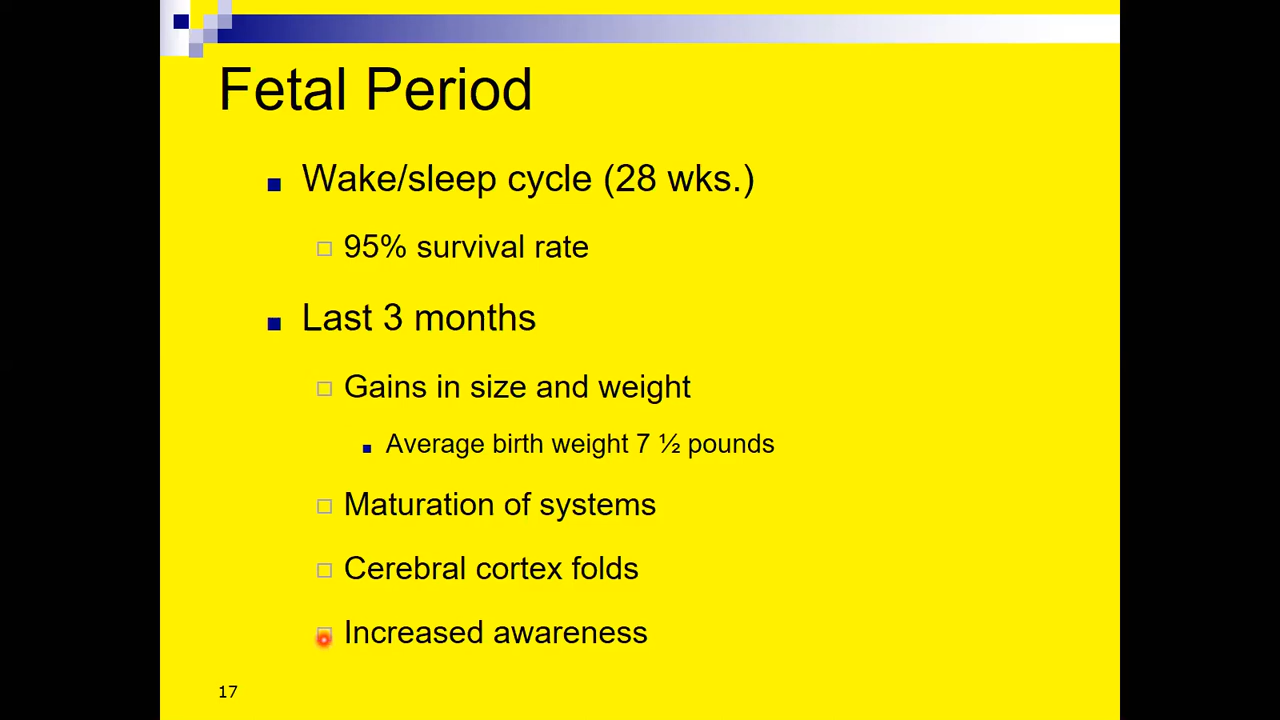 Fetal Period
Wake/sleep cycle (28 wks.)
95% survival rate
Last 3 months
Gains in size and weight
Average birth weight 7 ½ pounds
Maturation of systems
Cerebral cortex folds
Increased awareness
17